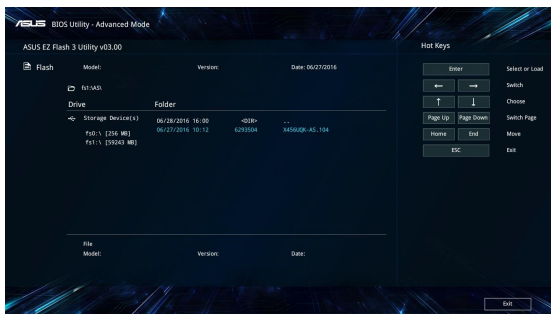 ASUS BIOS Utility - Advanced Mode
ASUS EZ Flash 3 Utility v03.00
Hot Keys
Flash Model: Version: Date: 06/27/2016
Enter Select or Load
fs1:\AS\
← → Switch
Drive Folder
↑ ↓ Choose
Storage Device(s) 06/28/2016 16:00 <DIR> ..
Page Up Page Down Switch Page
fs0:\ [256 MB] 06/27/2016 10:12 6293504 X456UQK-AS.104
Home End Move
fs1:\ [59243 MB]
ESC Exit
File
Model: Version: Date:
Exit